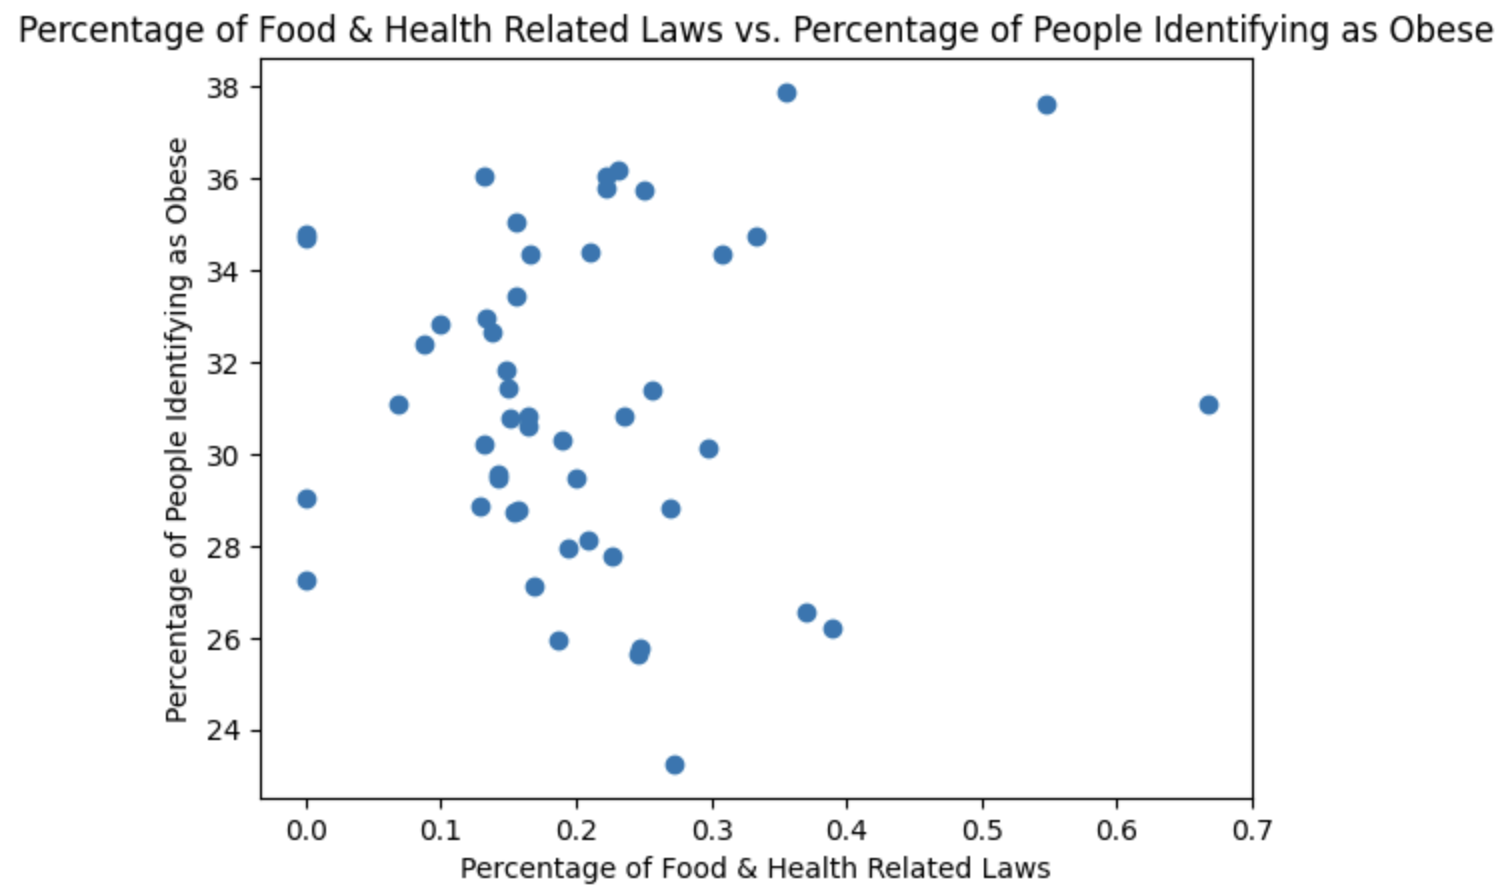 Percentage of Food & Health Related Laws vs. Percentage of People Identifying as Obese
Percentage of People Identifying as Obese
38
36
34
32
30
28
26
24
0.0 0.1 0.2 0.3 0.4 0.5 0.6 0.7
Percentage of Food & Health Related Laws